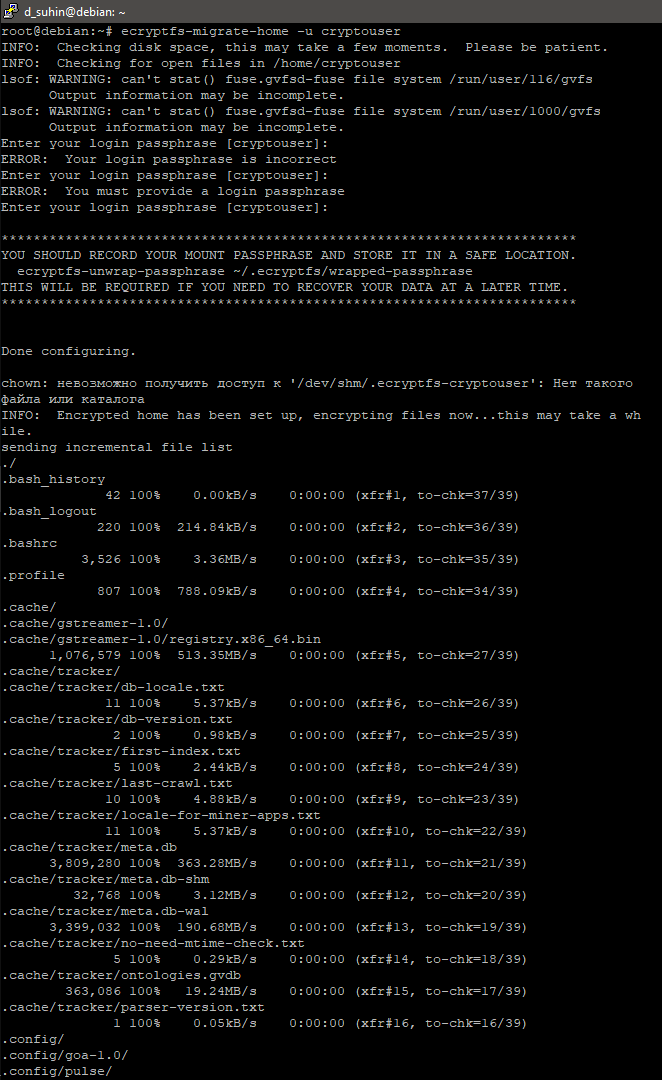 d_suhin@debian: ~
root@debian:~# ecryptfs-migrate-home -u cryptouser
INFO:  Checking disk space, this may take a few moments.  Please be patient.
INFO:  Checking for open files in /home/cryptouser
lsof: WARNING: can't stat() fuse.gvfsd-fuse file system /run/user/116/gvfs
      Output information may be incomplete.
lsof: WARNING: can't stat() fuse.gvfsd-fuse file system /run/user/1000/gvfs
      Output information may be incomplete.
Enter your login passphrase [cryptouser]:
ERROR:  Your login passphrase is incorrect
Enter your login passphrase [cryptouser]:
ERROR:  You must provide a login passphrase
Enter your login passphrase [cryptouser]:
************************************************************************
YOU SHOULD RECORD YOUR MOUNT PASSPHRASE AND STORE IT IN A SAFE LOCATION.
  ecryptfs-unwrap-passphrase ~/.ecryptfs/wrapped-passphrase
THIS WILL BE REQUIRED IF YOU NEED TO RECOVER YOUR DATA AT A LATER TIME.
************************************************************************
Done configuring.
chown: невозможно получить доступ к '/dev/shm/.ecryptfs-cryptouser': Нет такого
файла или каталога
INFO:  Encrypted home has been set up, encrypting files now...this may take a wh
ile.
sending incremental file list
./
.bash_history
             42 100%    0.00kB/s    0:00:00 (xfr#1, to-chk=37/39)
.bash_logout
            220 100%  214.84kB/s    0:00:00 (xfr#2, to-chk=36/39)
.bashrc
          3,526 100%    3.36MB/s    0:00:00 (xfr#3, to-chk=35/39)
.profile
            807 100%  788.09kB/s    0:00:00 (xfr#4, to-chk=34/39)
.cache/
.cache/gstreamer-1.0/
.cache/gstreamer-1.0/registry.x86_64.bin
      1,076,579 100%  513.35MB/s    0:00:00 (xfr#5, to-chk=27/39)
.cache/tracker/
.cache/tracker/db-locale.txt
             11 100%    5.37kB/s    0:00:00 (xfr#6, to-chk=26/39)
.cache/tracker/db-version.txt
              2 100%    0.98kB/s    0:00:00 (xfr#7, to-chk=25/39)
.cache/tracker/first-index.txt
              5 100%    2.44kB/s    0:00:00 (xfr#8, to-chk=24/39)
.cache/tracker/last-crawl.txt
             10 100%    4.88kB/s    0:00:00 (xfr#9, to-chk=23/39)
.cache/tracker/locale-for-miner-apps.txt
             11 100%    5.37kB/s    0:00:00 (xfr#10, to-chk=22/39)
.cache/tracker/meta.db
      3,809,280 100%  363.28MB/s    0:00:00 (xfr#11, to-chk=21/39)
.cache/tracker/meta.db-shm
         32,768 100%    3.12MB/s    0:00:00 (xfr#12, to-chk=20/39)
.cache/tracker/meta.db-wal
      3,399,032 100%  190.68MB/s    0:00:00 (xfr#13, to-chk=19/39)
.cache/tracker/no-need-mtime-check.txt
              5 100%    0.29kB/s    0:00:00 (xfr#14, to-chk=18/39)
.cache/tracker/ontologies.gvdb
        363,086 100%   19.24MB/s    0:00:00 (xfr#15, to-chk=17/39)
.cache/tracker/parser-version.txt
              1 100%    0.05kB/s    0:00:00 (xfr#16, to-chk=16/39)
.config/
.config/goa-1.0/
.config/pulse/